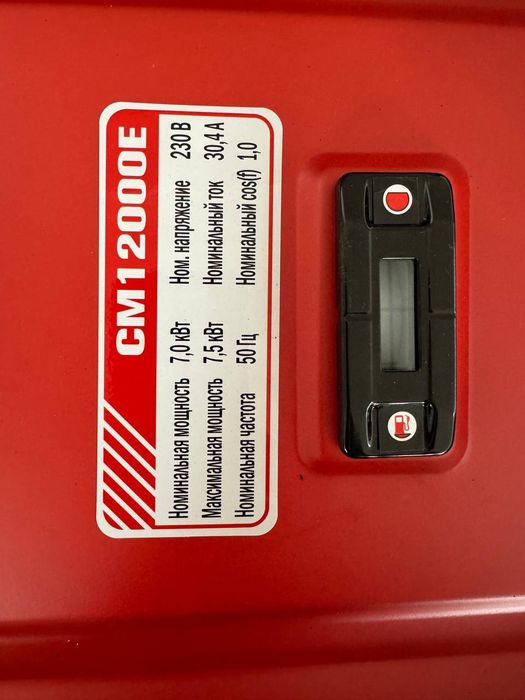 CM12000E
Номинальная мощность 7,0 кВт Ном. напряжение 230 В
Максимальная мощность 7,5 кВт Номинальный ток 30,4 А
Номинальная частота 50 Гц Номинальный cos(f) 1,0